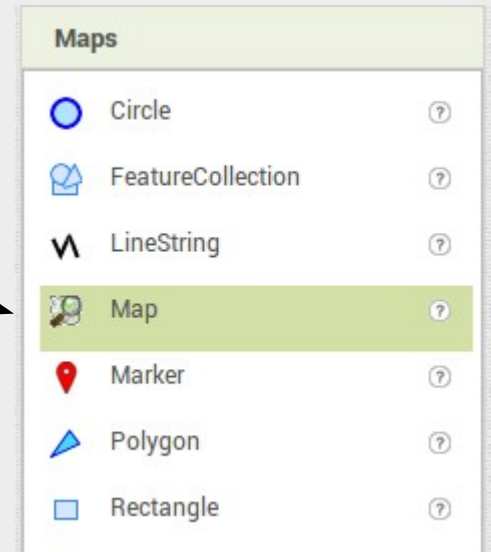 Maps
Circle ?
FeatureCollection ?
LineString ?
Map ?
Marker ?
Polygon ?
Rectangle ?